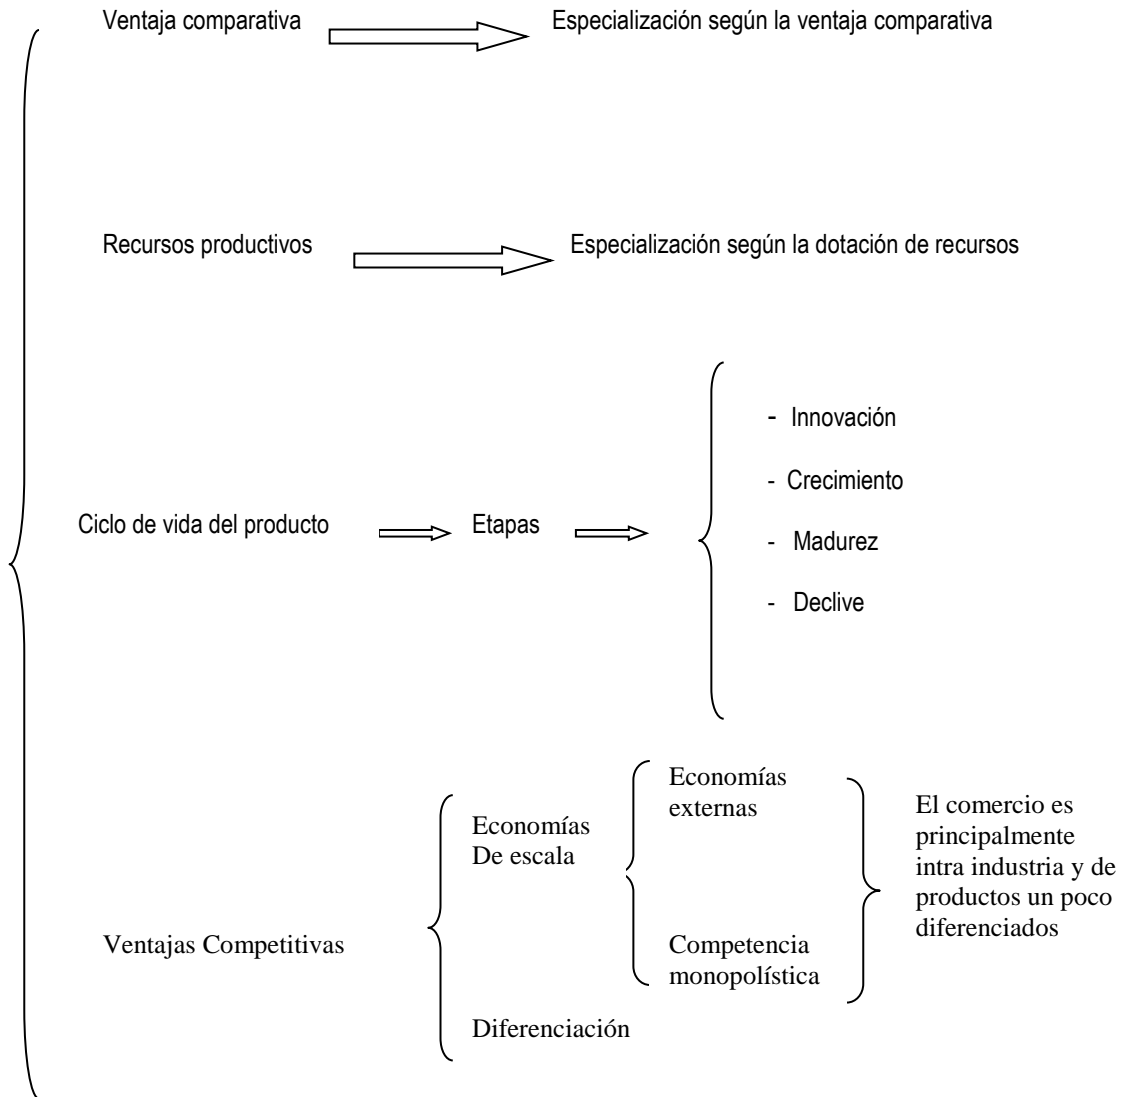 Ventaja comparativa
Especialización según la ventaja comparativa
Recursos productivos
Especialización según la dotación de recursos
Ciclo de vida del producto
Etapas
- Innovación
- Crecimiento
- Madurez
- Declive
Ventajas Competitivas
Economías
De escala
Diferenciación
Economías
externas
Competencia
monopolística
El comercio es
principalmente
intra industria y de
productos un poco
diferenciados